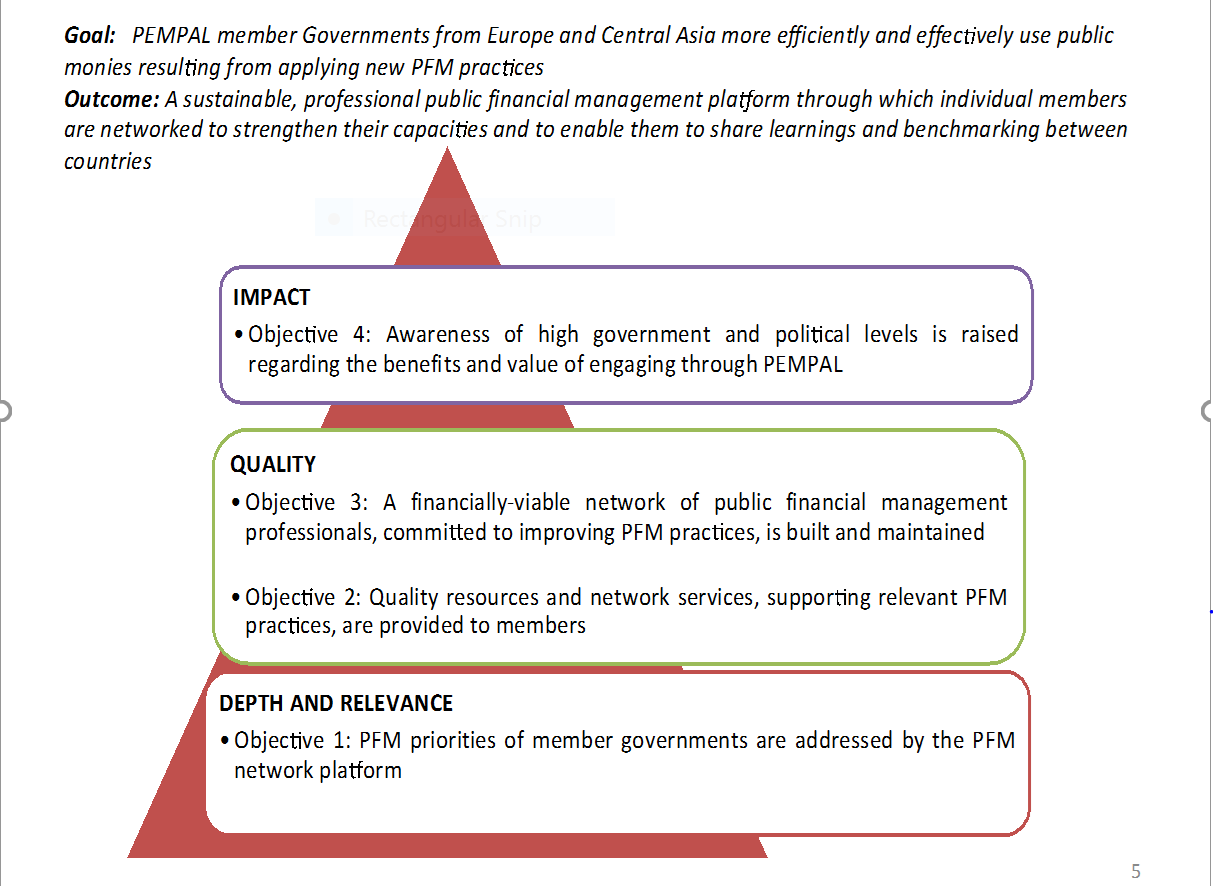 Goal: PEMPAL member Governments from Europe and Central Asia more efficiently and effectively use public
monies resulting from applying new PFM practices
Outcome: A sustainable, professional public financial management platform through which individual members
are networked to strengthen their capacities and to enable them to share learnings and benchmarking between
countries
Rectangular Snip
IMPACT
• Objective 4: Awareness of high government and political levels is raised
regarding the benefits and value of engaging through PEMPAL
QUALITY
• Objective 3: A financially-viable network of public financial management
professionals, committed to improving PFM practices, is built and maintained
• Objective 2: Quality resources and network services, supporting relevant PFM
practices, are provided to members
DEPTH AND RELEVANCE
• Objective 1: PFM priorities of member governments are addressed by the PFM
network platform
5